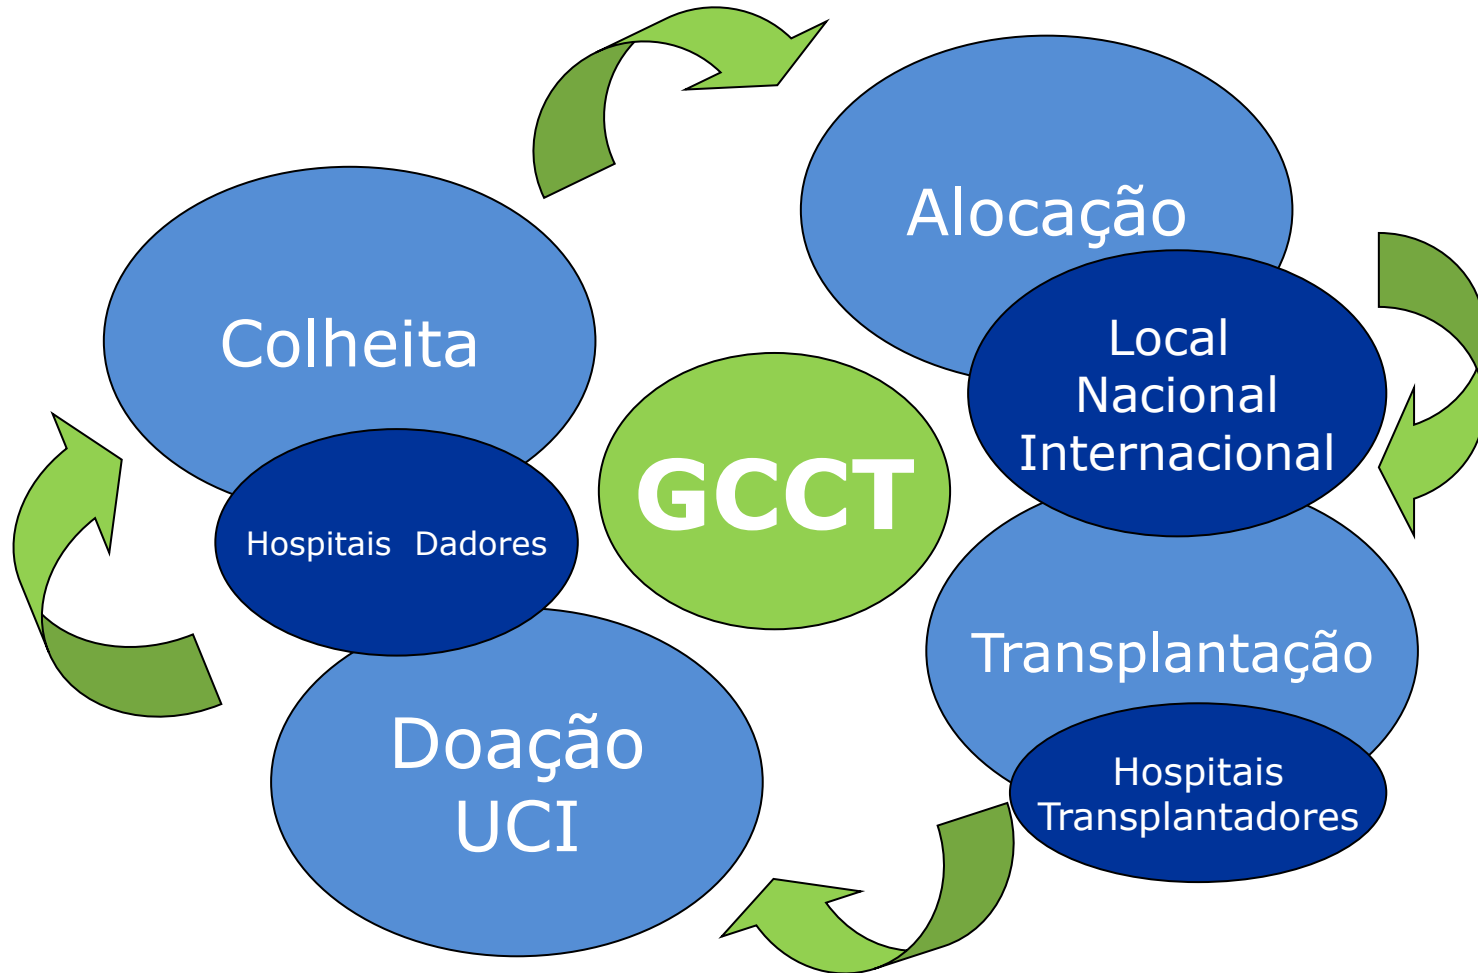 Alocação
Local
Nacional
Internacional
Colheita
GCCT
Hospitais Dadores
Transplantação
Doação
UCI
Hospitais
Transplantadores